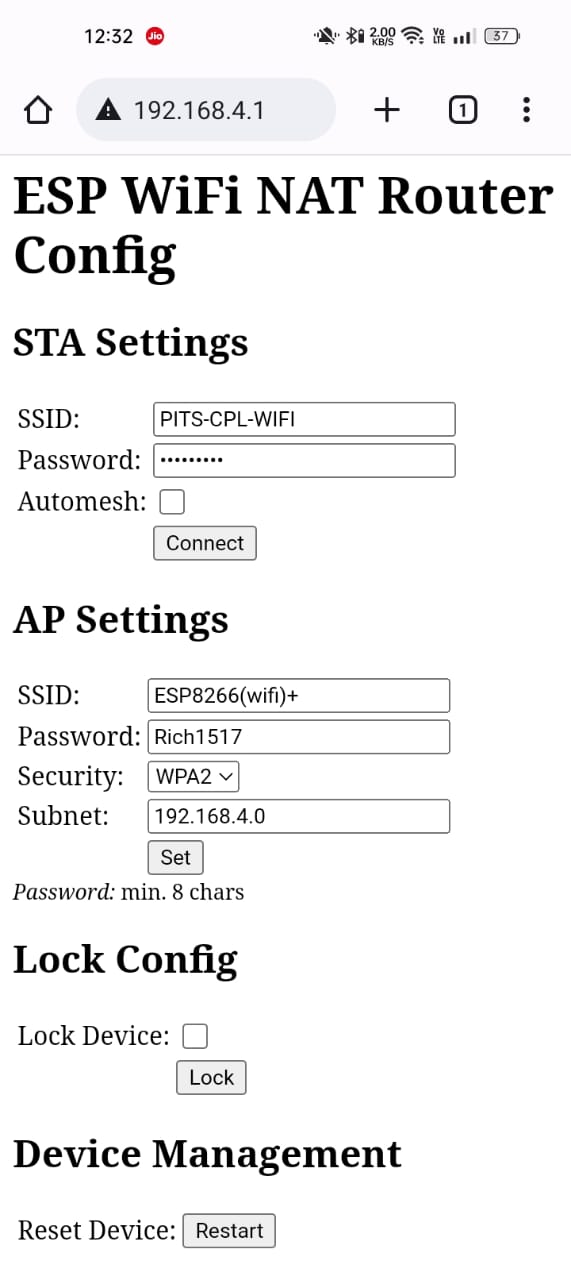 12:32 Jio 2.00 KB/S Vo LTE 37
192.168.4.1 1
ESP WiFi NAT Router
Config
STA Settings
SSID: PITS-CPL-WIFI
Password: •••••••••
Automesh:
Connect
AP Settings
SSID: ESP8266(wifi)+
Password: Rich1517
Security: WPA2
Subnet: 192.168.4.0
Set
Password: min. 8 chars
Lock Config
Lock Device:
Lock
Device Management
Reset Device: Restart